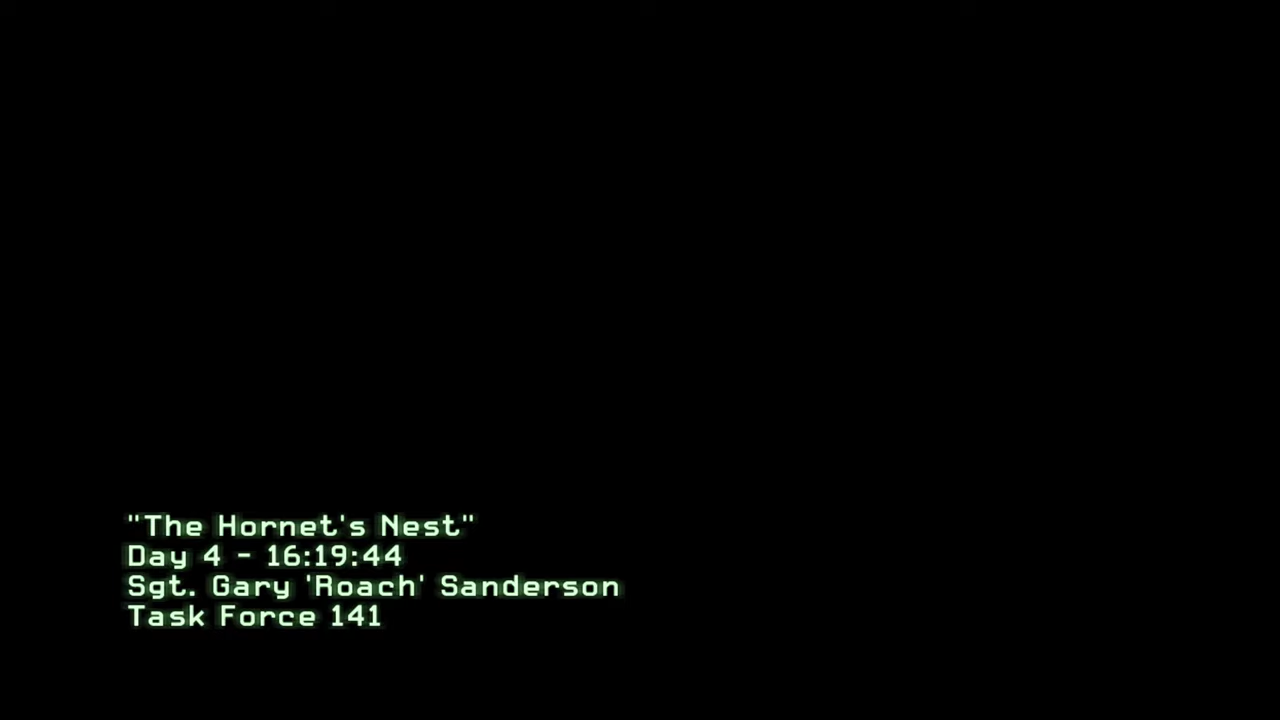 "The Hornet's Nest"
Day 4 - 16:19:44
Sgt. Gary 'Roach' Sanderson
Task Force 141